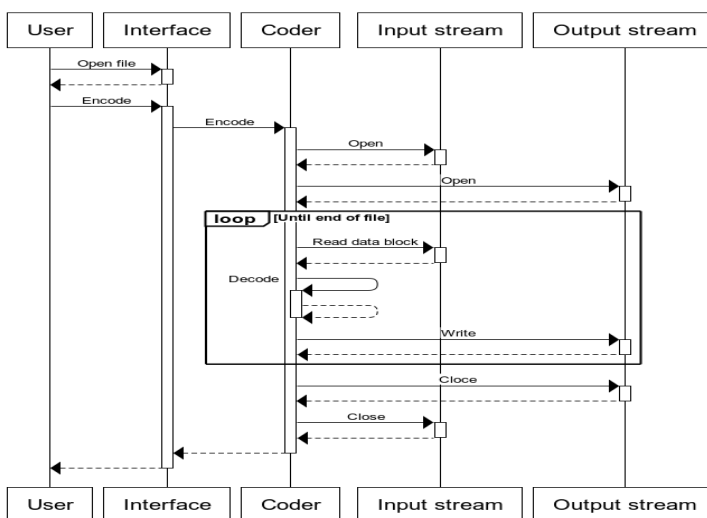 User Interface Coder Input stream Output stream
Open file
Encode
Encode
Open
Open
loop [Until end of file]
Read data block
Decode
Write
Cloce
Close
User Interface Coder Input stream Output stream